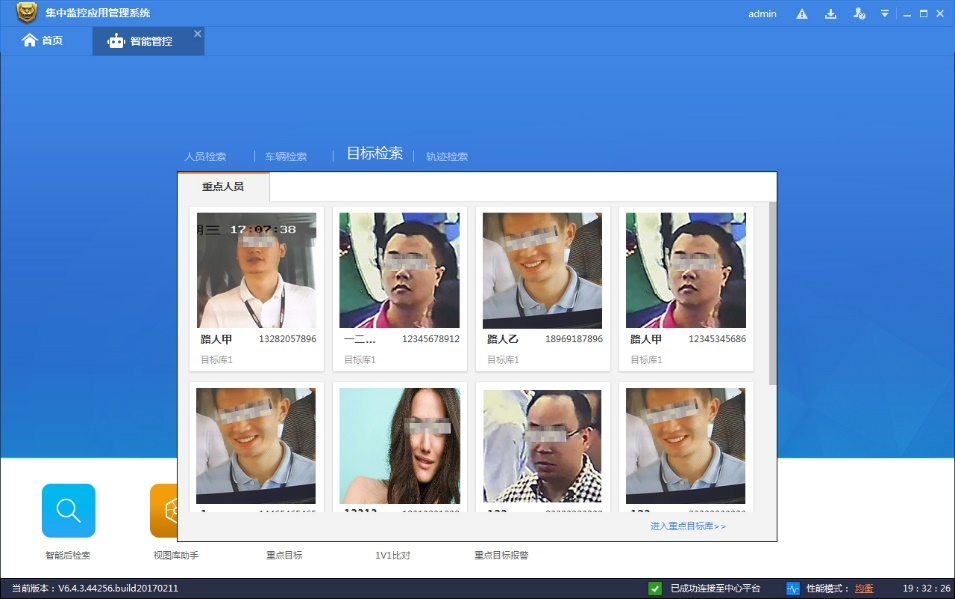 集中监控应用管理系统
admin
首页
智能管控
人员检索
车辆检索
目标检索
轨迹检索
重点人员
17:07:38
路人甲 13282057896
目标库1
一二... 12345678912
目标库1
路人乙 18969187896
目标库1
路人甲 12345345686
目标库1
进入重点目标库>>
智能后检索
视图库助手
重点目标
1V1比对
重点目标报警
当前版本：V6.4.3.44256.build20170211
已成功连接至中心平台
性能模式：均衡
19:32:26